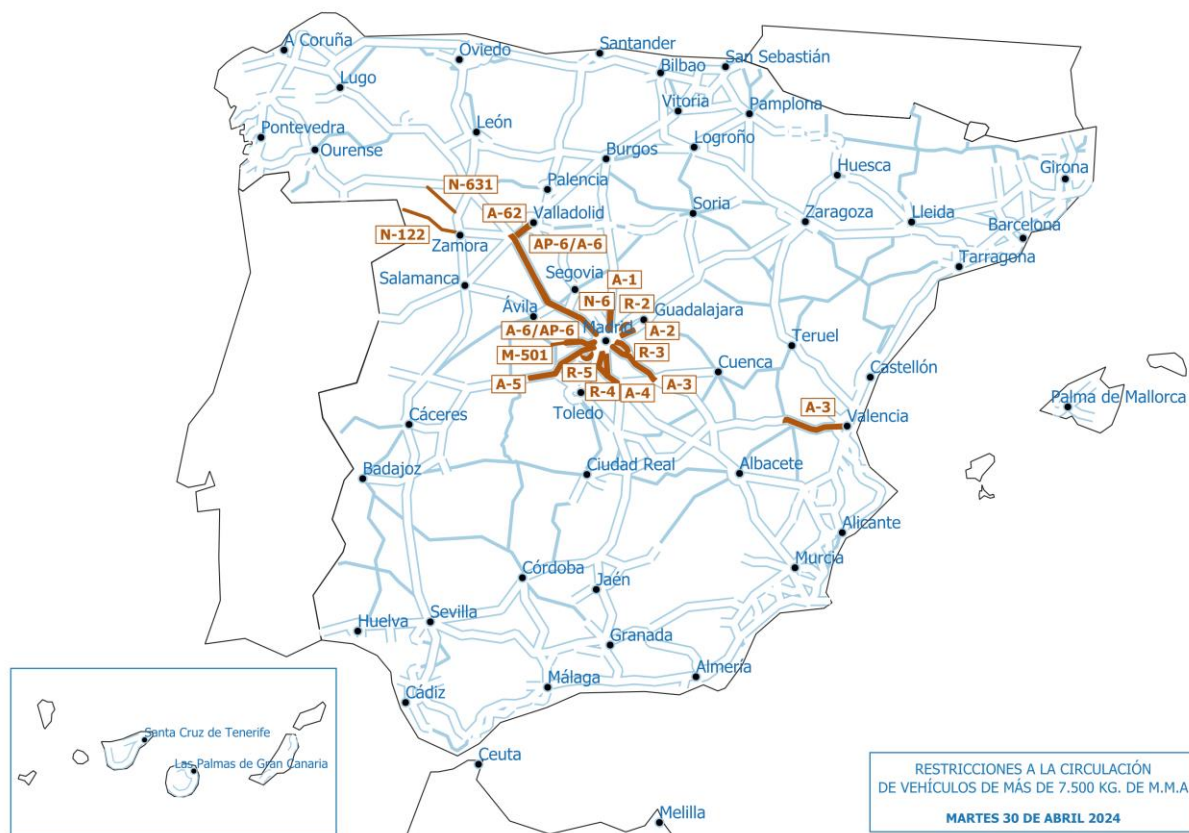 A Coruña
Oviedo
Santander
Bilbao
San Sebastián
Lugo
Vitoria
Pamplona
Pontevedra
León
Logroño
Ourense
Burgos
Huesca
Girona
N-631
Palencia
Soria
A-62
Valladolid
Zaragoza
Lleida
N-122
Zamora
AP-6/A-6
Barcelona
Tarragona
Salamanca
Segovia
A-1
Ávila
N-6
R-2
Guadalajara
A-6/AP-6
Madrid
A-2
Teruel
M-501
R-3
Castellón
A-5
R-5
Cuenca
R-4
A-4
A-3
Palma de Mallorca
Toledo
A-3
Cáceres
Valencia
Badajoz
Ciudad Real
Albacete
Alicante
Murcia
Córdoba
Jaén
Huelva
Sevilla
Granada
Almería
Málaga
Cádiz
Santa Cruz de Tenerife
Las Palmas de Gran Canaria
Ceuta
Melilla
RESTRICCIONES A LA CIRCULACIÓN
DE VEHÍCULOS DE MÁS DE 7.500 KG. DE M.M.A
MARTES 30 DE ABRIL 2024